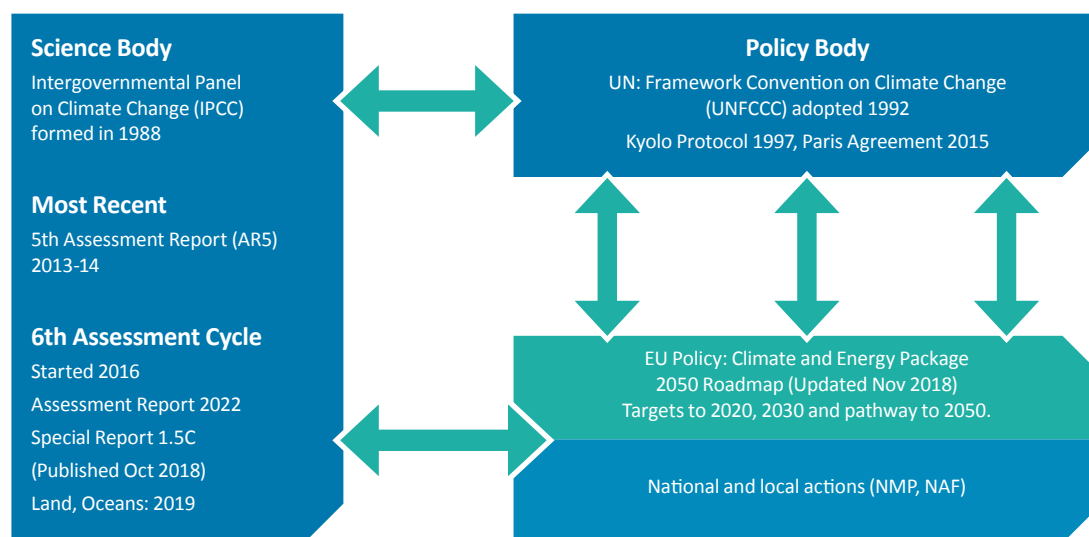 Science Body
Intergovernmental Panel
on Climate Change (IPCC)
formed in 1988
Most Recent
5th Assessment Report (AR5)
2013-14
6th Assessment Cycle
Started 2016
Assessment Report 2022
Special Report 1.5C
(Published Oct 2018)
Land, Oceans: 2019
Policy Body
UN: Framework Convention on Climate Change
(UNFCCC) adopted 1992
Kyolo Protocol 1997, Paris Agreement 2015
EU Policy: Climate and Energy Package
2050 Roadmap (Updated Nov 2018)
Targets to 2020, 2030 and pathway to 2050.
National and local actions (NMP, NAF)